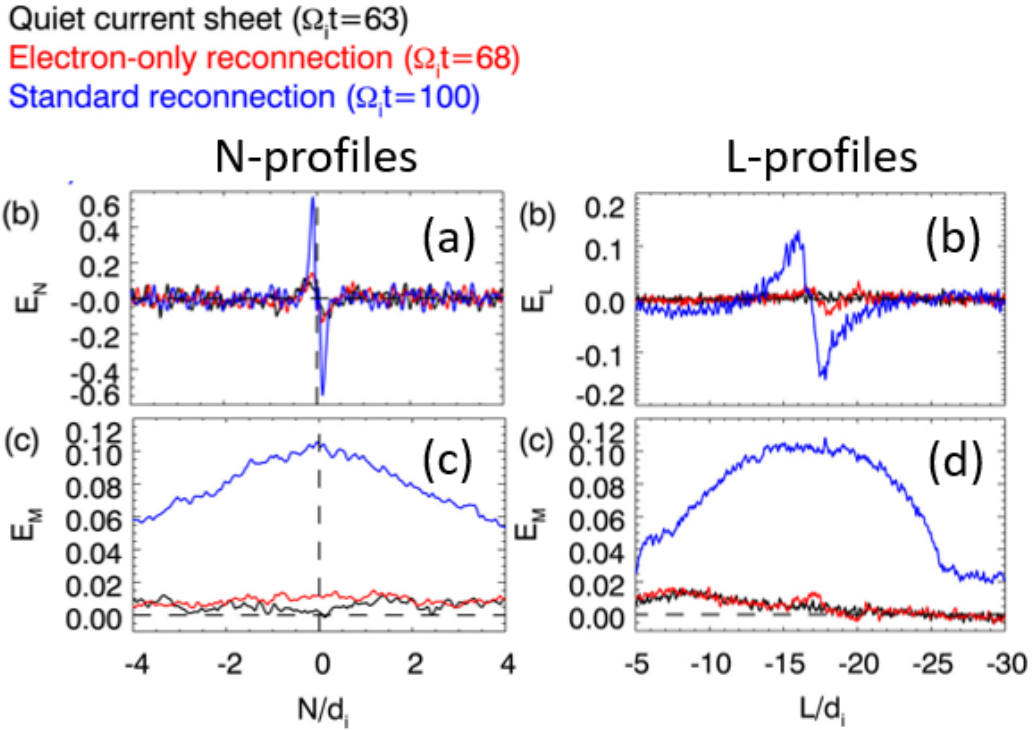 Quiet current sheet (Ωᵢt=63)
Electron-only reconnection (Ωᵢt=68)
Standard reconnection (Ωᵢt=100)
N-profiles
L-profiles
(b)
(a)
0.6
0.4
0.2
-0.0
-0.2
-0.4
-0.6
E_N
(b)
(b)
0.2
0.1
0.0
-0.1
-0.2
E_L
(c)
(c)
0.12
0.10
0.08
0.06
0.04
0.02
0.00
E_M
-4
-2
0
2
4
N/dᵢ
(c)
(d)
0.12
0.10
0.08
0.06
0.04
0.02
0.00
E_M
-5
-10
-15
-20
-25
-30
L/dᵢ